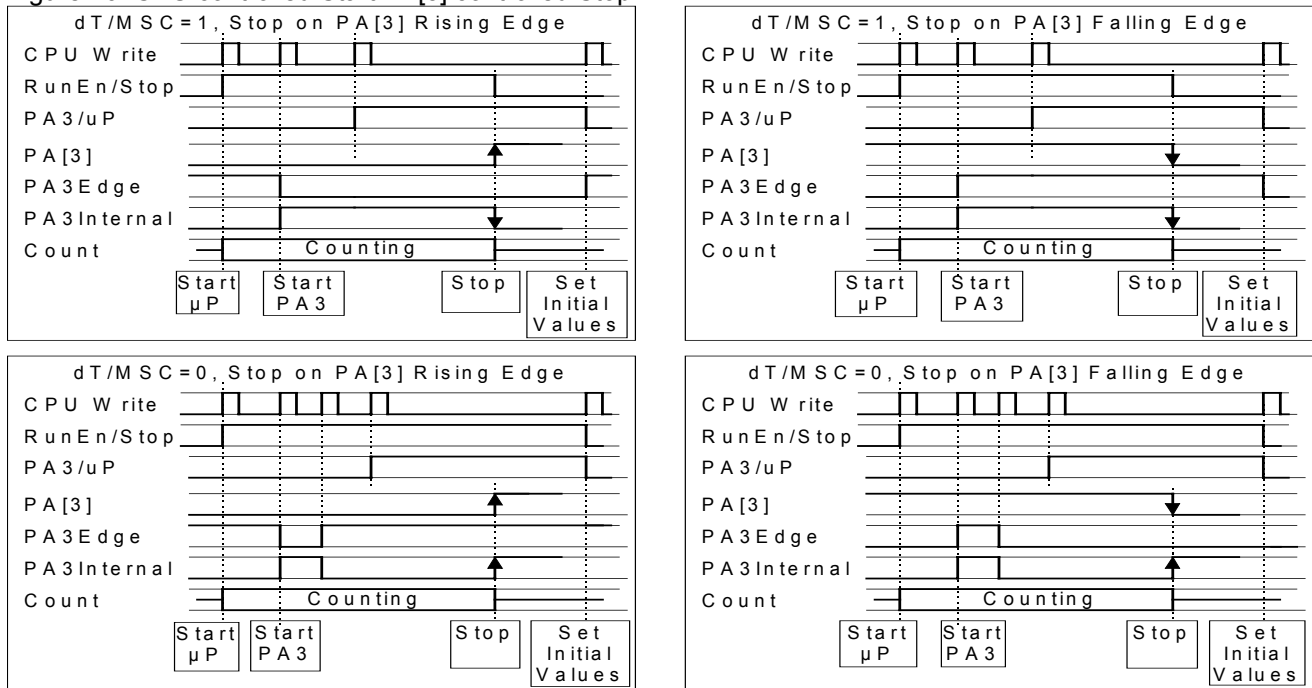 dT/MSC=1, Stop on PA[3] Rising Edge
CPU Write
RunEn/Stop
PA3/uP
PA[3]
PA3Edge
PA3Internal
Count
Counting
Start
µP
Start
PA3
Stop
Set
Initial
Values
dT/MSC=1, Stop on PA[3] Falling Edge
CPU Write
RunEn/Stop
PA3/uP
PA[3]
PA3Edge
PA3Internal
Count
Counting
Start
µP
Start
PA3
Stop
Set
Initial
Values
dT/MSC=0, Stop on PA[3] Rising Edge
CPU Write
RunEn/Stop
PA3/uP
PA[3]
PA3Edge
PA3Internal
Count
Counting
Start
µP
Start
PA3
Stop
Set
Initial
Values
dT/MSC=0, Stop on PA[3] Falling Edge
CPU Write
RunEn/Stop
PA3/uP
PA[3]
PA3Edge
PA3Internal
Count
Counting
Start
µP
Start
PA3
Stop
Set
Initial
Values